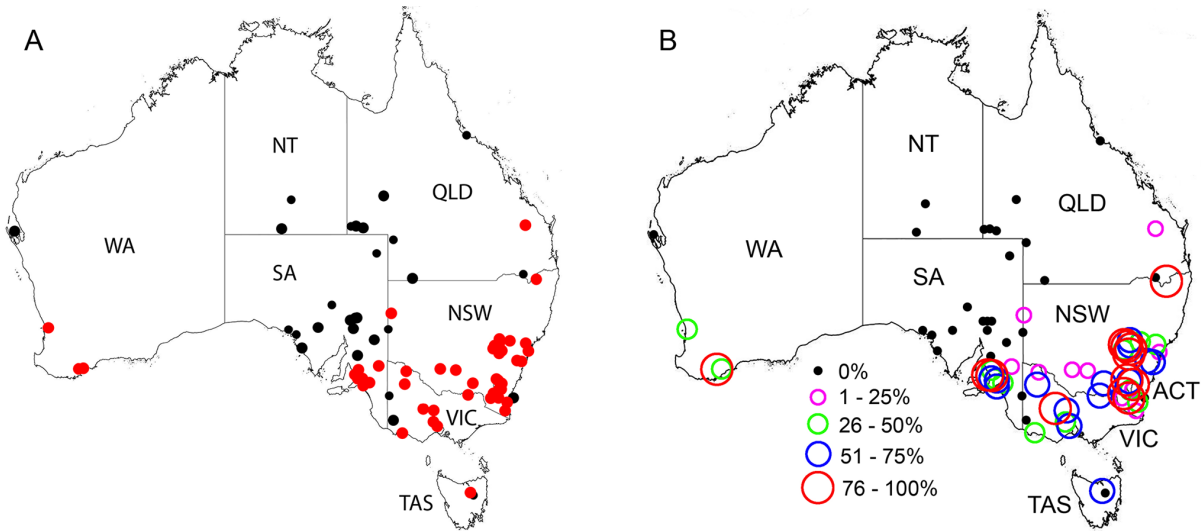 A
NT
QLD
WA
SA
NSW
VIC
TAS
B
NT
QLD
WA
SA
NSW
0%
1 - 25%
26 - 50%
51 - 75%
76 - 100%
ACT
VIC
TAS